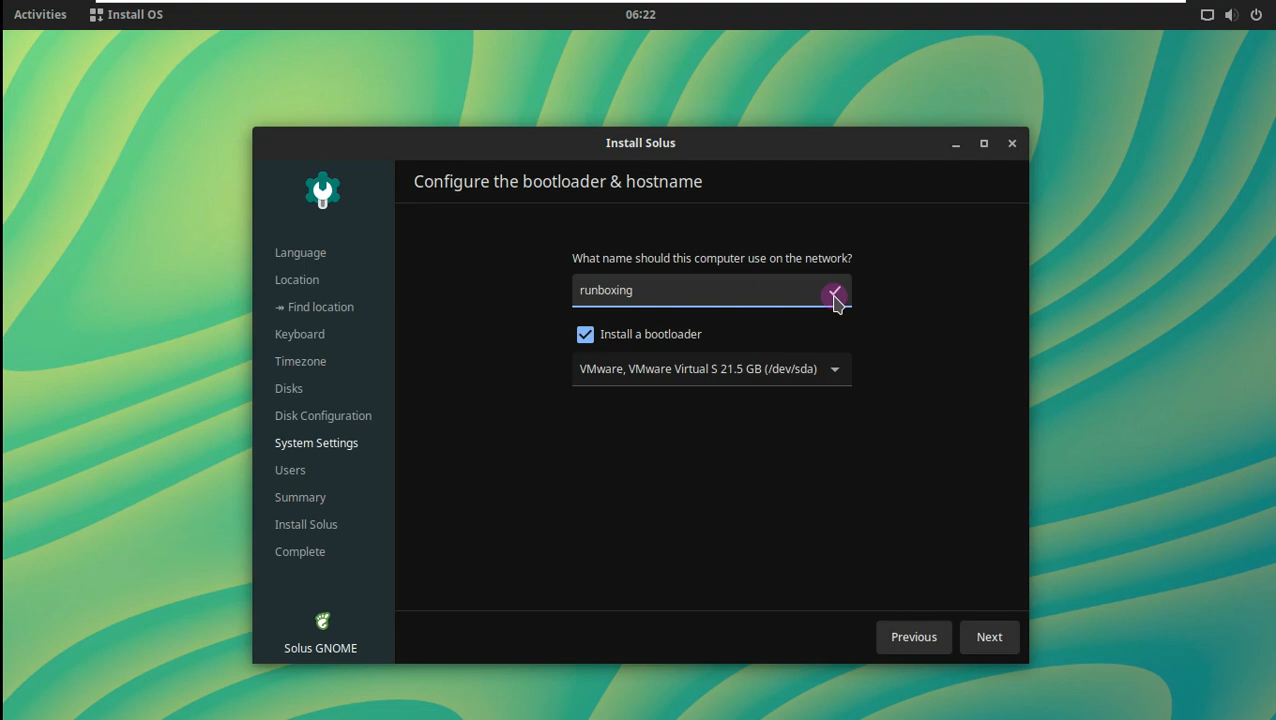 Activities
Install OS
06:22
Install Solus
Configure the bootloader & hostname
Language
Location
↠ Find location
Keyboard
Timezone
Disks
Disk Configuration
System Settings
Users
Summary
Install Solus
Complete
Solus GNOME
What name should this computer use on the network?
runboxing
Install a bootloader
VMware, VMware Virtual S 21.5 GB (/dev/sda)
Previous
Next